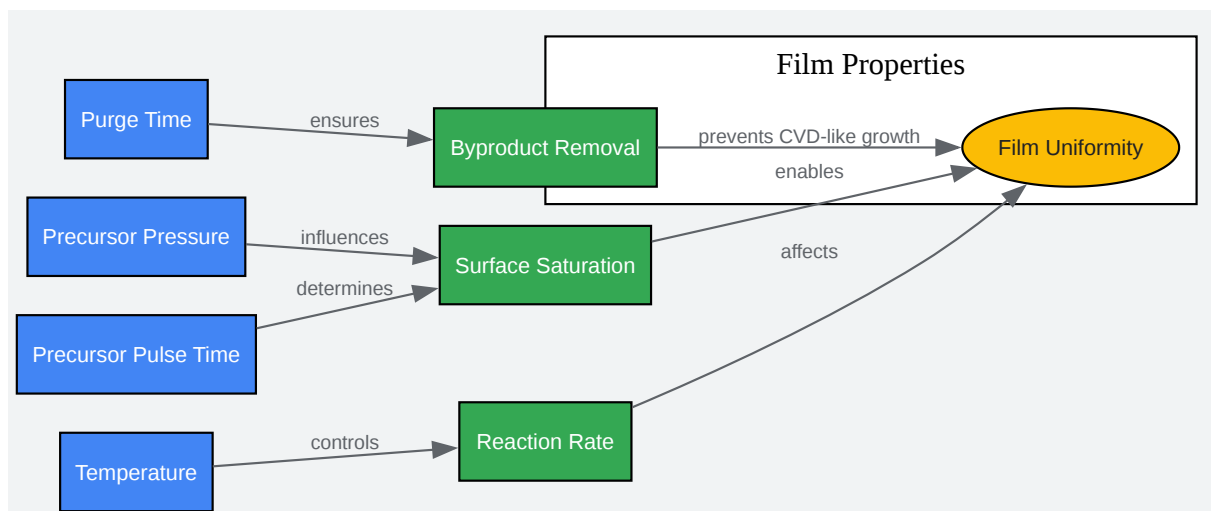 Film Properties
Purge Time
ensures
Byproduct Removal
prevents CVD-like growth
Film Uniformity
enables
Precursor Pressure
influences
Surface Saturation
affects
determines
Precursor Pulse Time
controls
Reaction Rate
Temperature